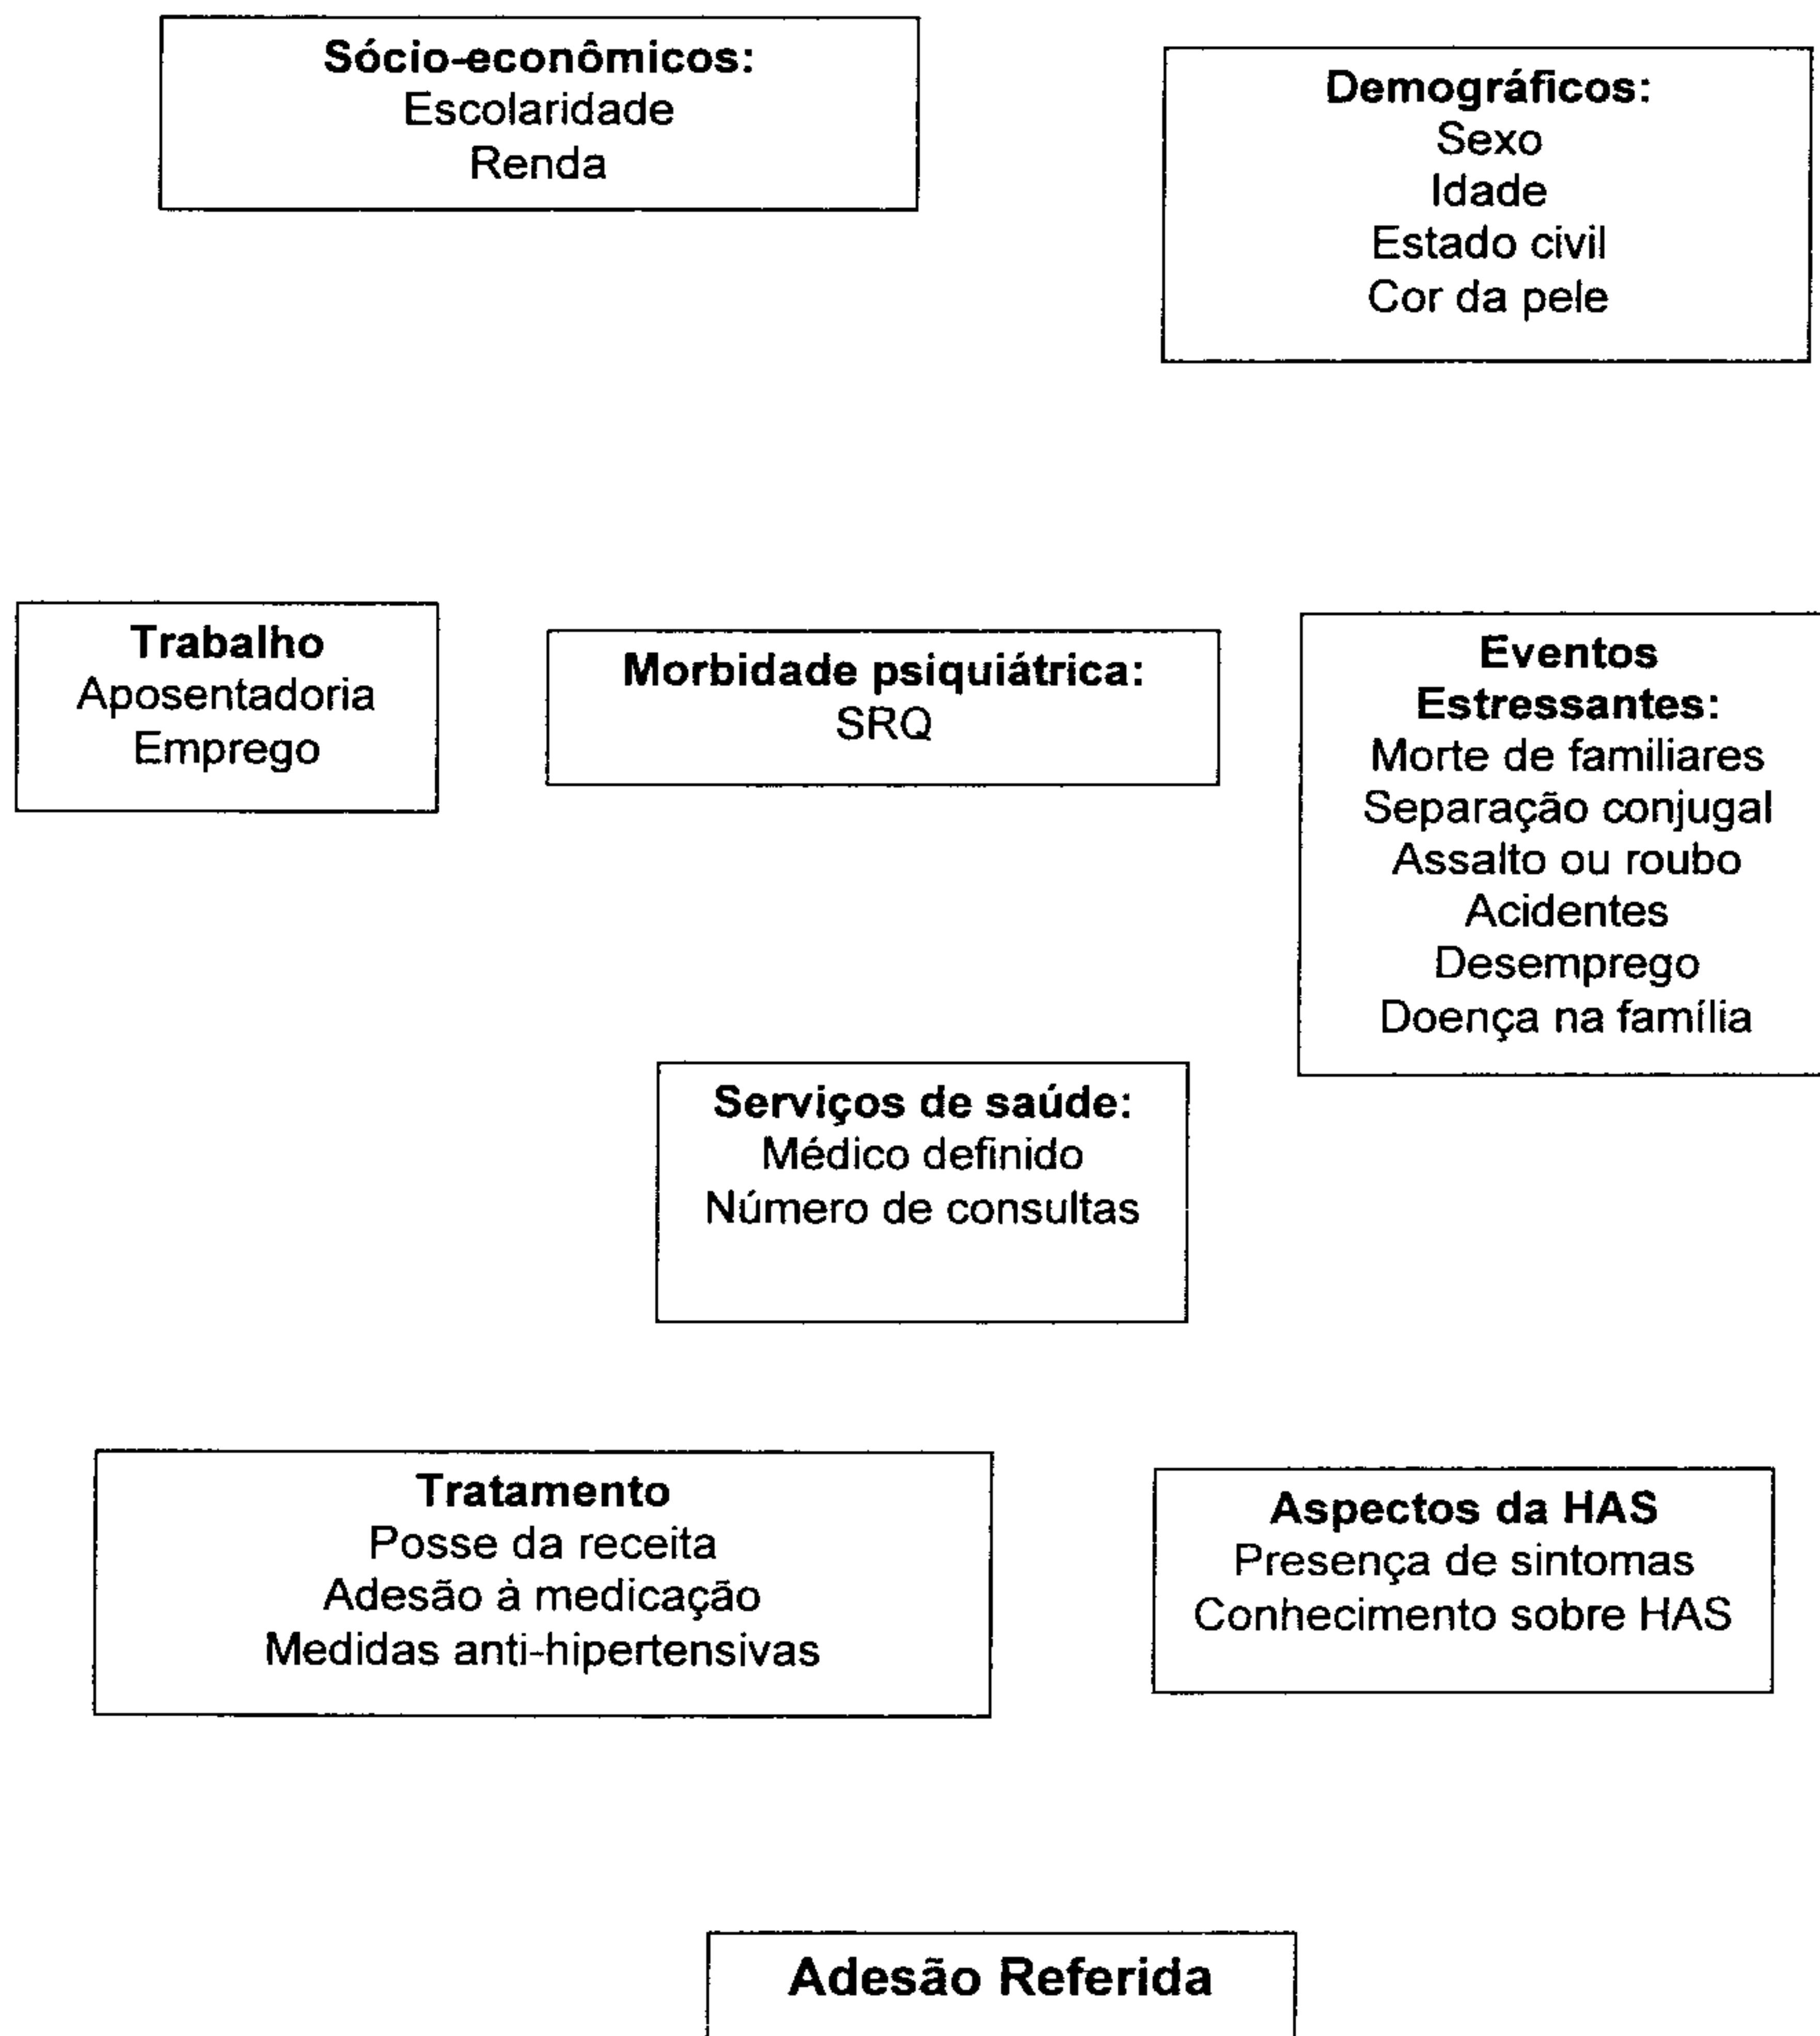 Sócio-econômicos:
Escolaridade
Renda
Demográficos:
Sexo
Idade
Estado civil
Cor da pele
Trabalho
Aposentadoria
Emprego
Morbidade psiquiátrica:
SRQ
Eventos
Estressantes:
Morte de familiares
Separação conjugal
Assalto ou roubo
Acidentes
Desemprego
Doença na família
Serviços de saúde:
Médico definido
Número de consultas
Tratamento
Posse da receita
Adesão à medicação
Medidas anti-hipertensivas
Aspectos da HAS
Presença de sintomas
Conhecimento sobre HAS
Adesão Referida